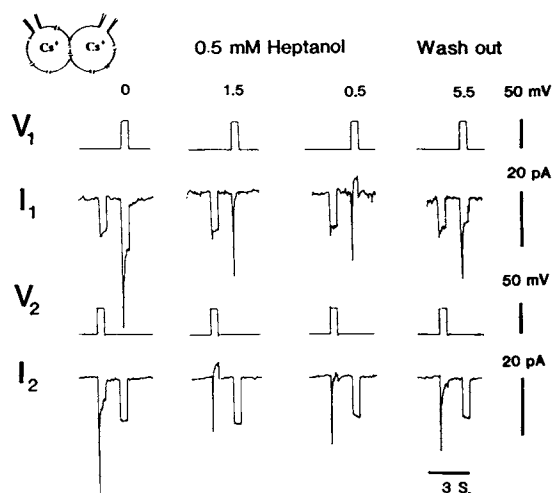 Cs+ Cs+
0.5 mM Heptanol Wash out
0 1.5 0.5 5.5 50 mV
V1
20 pA
I1
50 mV
V2
20 pA
I2
3 S.